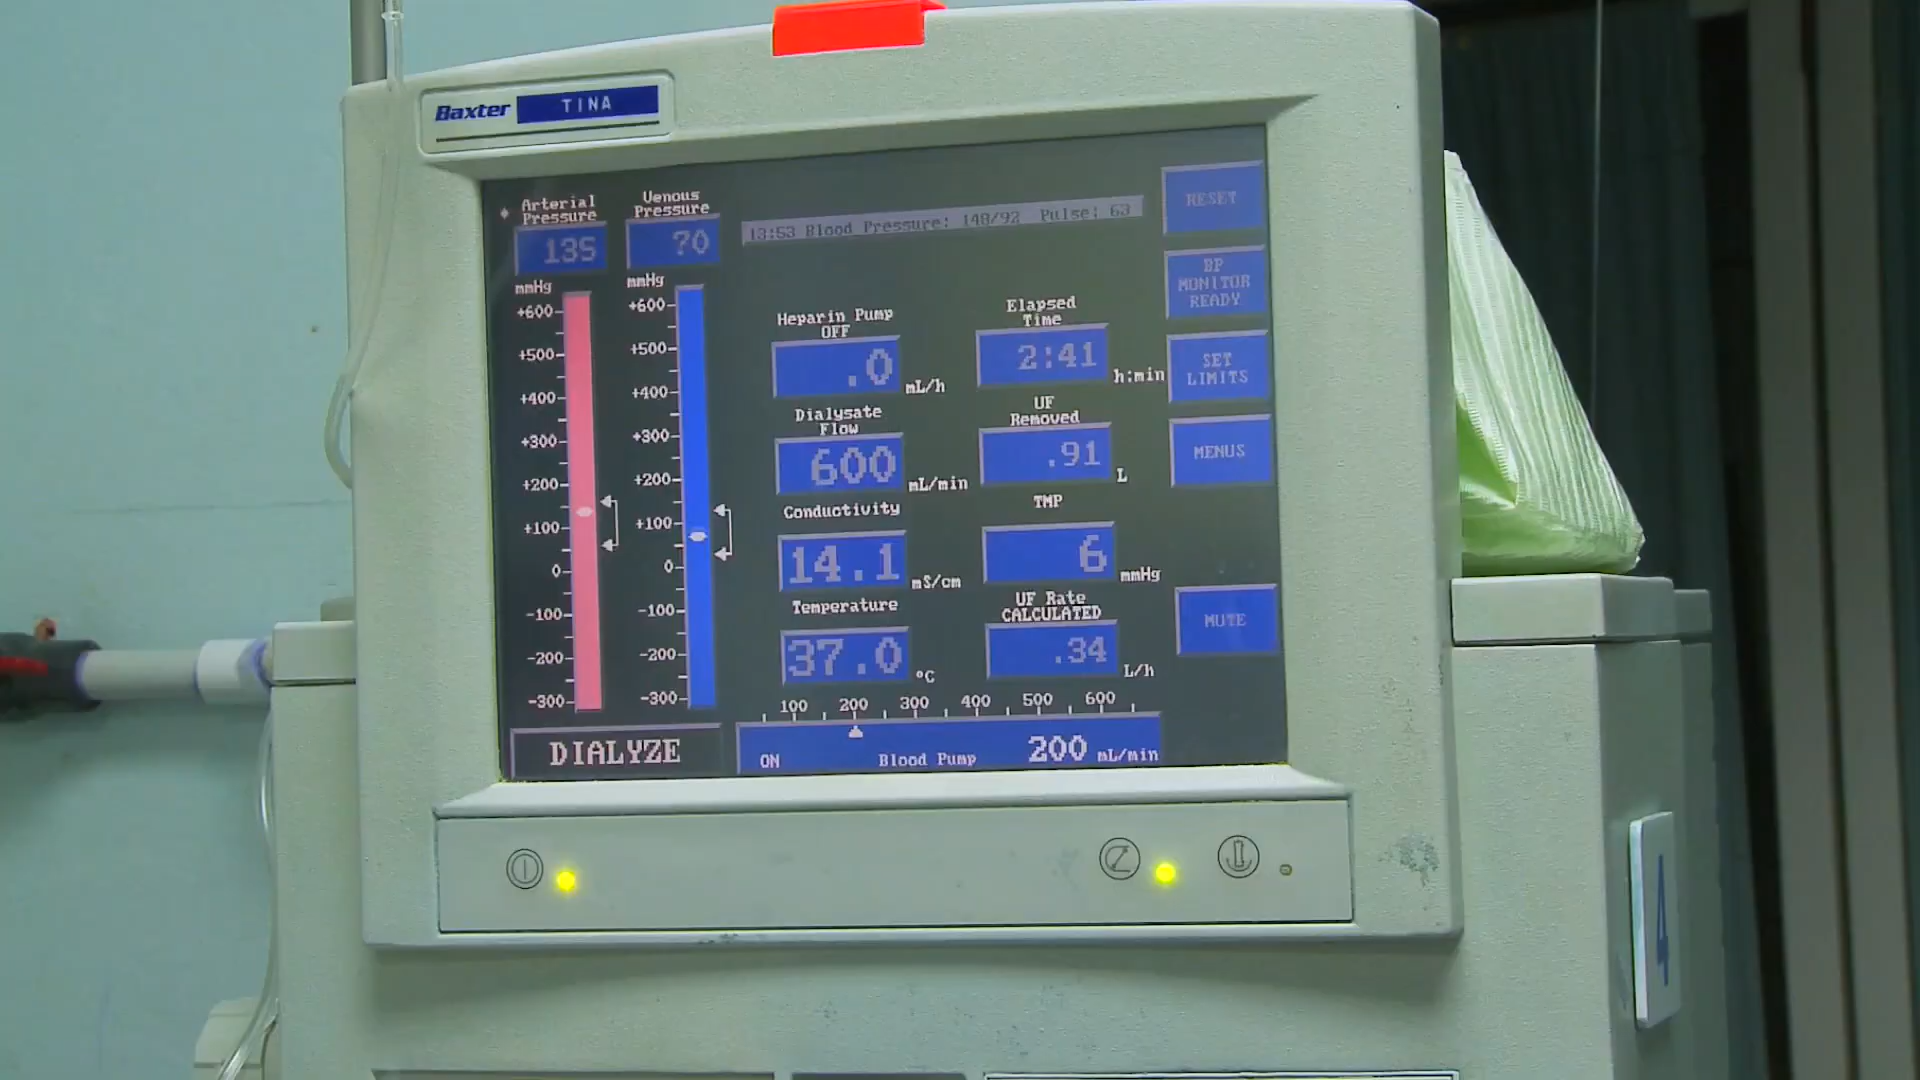 Baxter TINA
Arterial
Pressure
135
mmHg
+600
+500
+400
+300
+200
+100
0
-100
-200
-300
Venous
Pressure
70
mmHg
+600
+500
+400
+300
+200
+100
0
-100
-200
-300
13:53 Blood Pressure: 148/92 Pulse: 63
Heparin Pump
OFF
.0 mL/h
Dialysate
Flow
600 mL/min
Conductivity
14.1 mS/cm
Temperature
37.0 °C
Elapsed
Time
2:41 h:min
UF
Removed
.91 L
TMP
6 mmHg
UF Rate
CALCULATED
.34 L/h
RESET
BP
MONITOR
READY
SET
LIMITS
MENUS
MUTE
DIALYZE
100 200 300 400 500 600
ON Blood Pump 200 mL/min
4